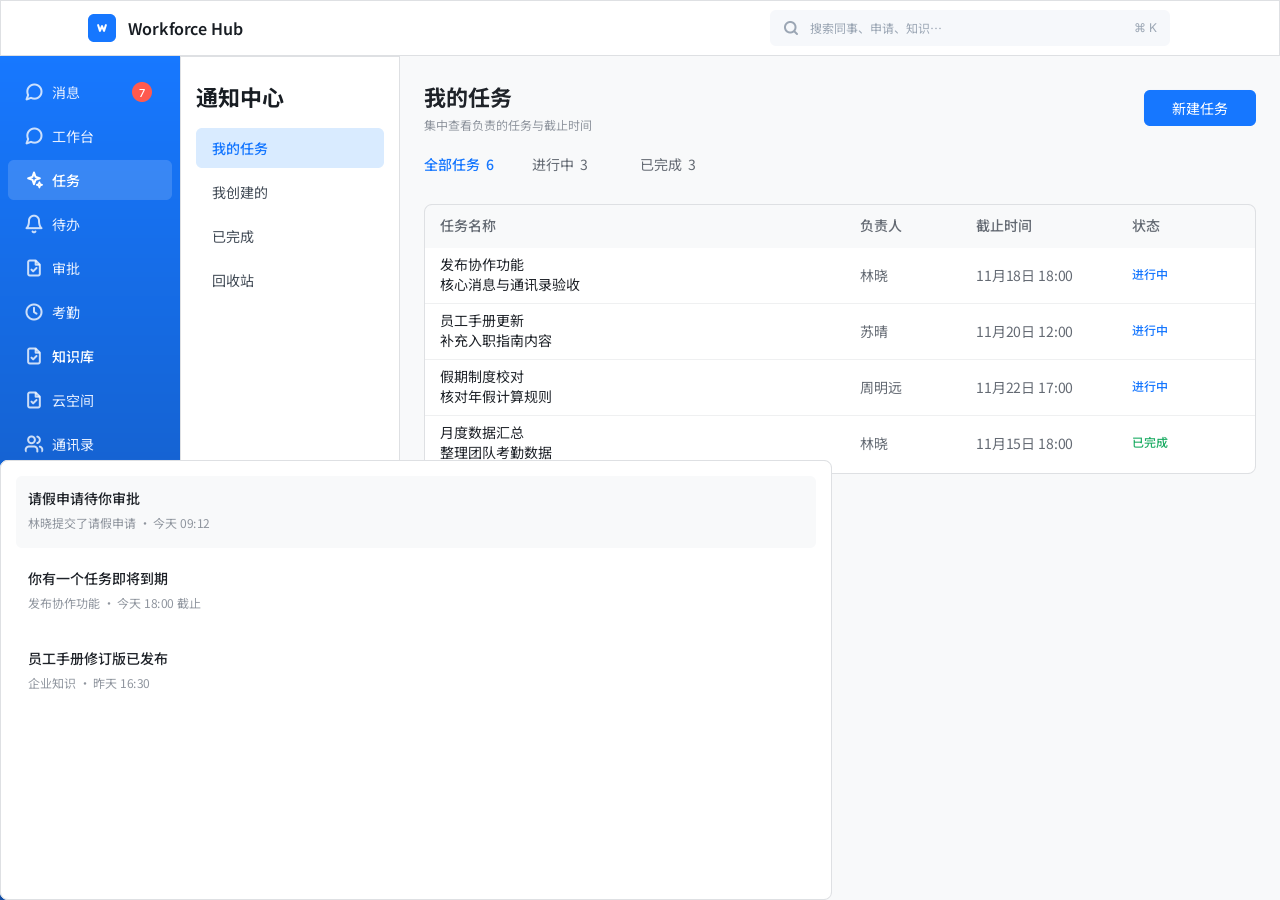 W Workforce Hub
搜索同事、申请、知识… ⌘ K
消息 7
工作台
任务
待办
审批
考勤
知识库
云空间
通讯录
通知中心
我的任务
我创建的
已完成
回收站
我的任务
集中查看负责的任务与截止时间
新建任务
全部任务 6 进行中 3 已完成 3
任务名称 负责人 截止时间 状态
发布协作功能
核心消息与通讯录验收
林晓 11月18日 18:00 进行中
员工手册更新
补充入职指南内容
苏晴 11月20日 12:00 进行中
假期制度校对
核对年假计算规则
周明远 11月22日 17:00 进行中
月度数据汇总
整理团队考勤数据
林晓 11月15日 18:00 已完成
请假申请待你审批
林晓提交了请假申请 · 今天 09:12
你有一个任务即将到期
发布协作功能 · 今天 18:00 截止
员工手册修订版已发布
企业知识 · 昨天 16:30